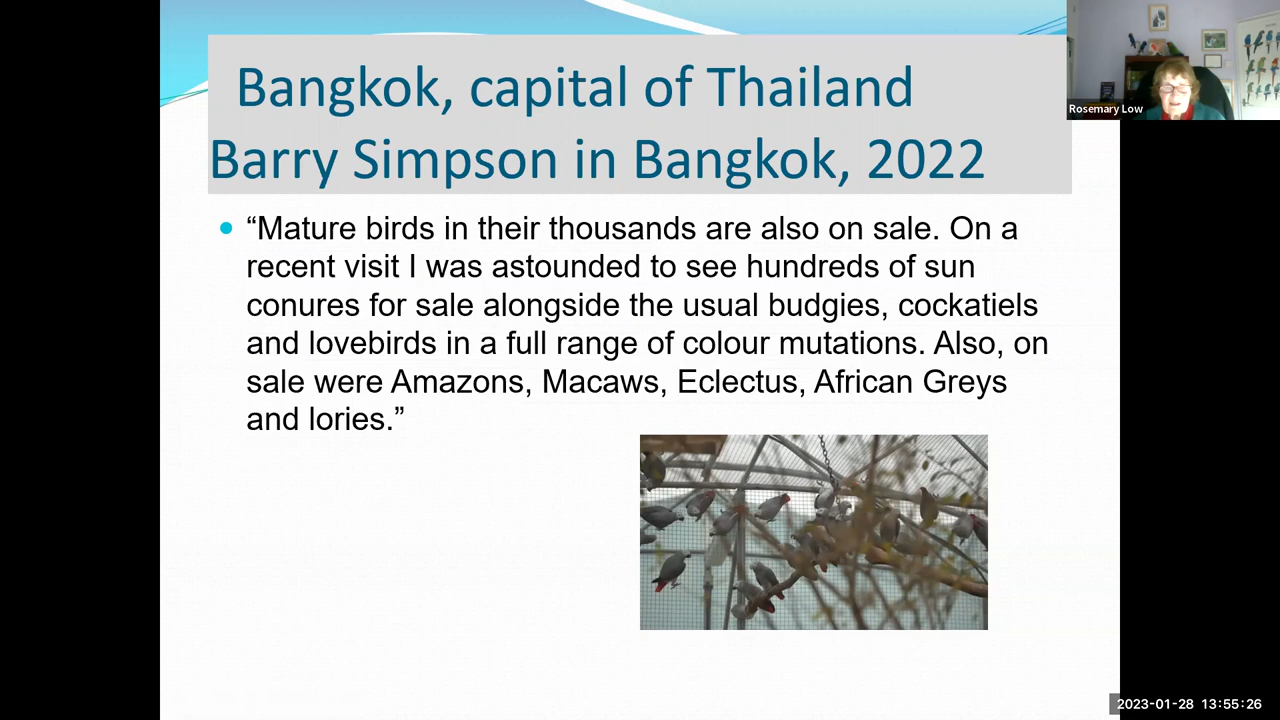 Bangkok, capital of Thailand
Barry Simpson in Bangkok, 2022
Rosemary Low
“Mature birds in their thousands are also on sale. On a
recent visit I was astounded to see hundreds of sun
conures for sale alongside the usual budgies, cockatiels
and lovebirds in a full range of colour mutations. Also, on
sale were Amazons, Macaws, Eclectus, African Greys
and lories.”
2023-01-28 13:55:26